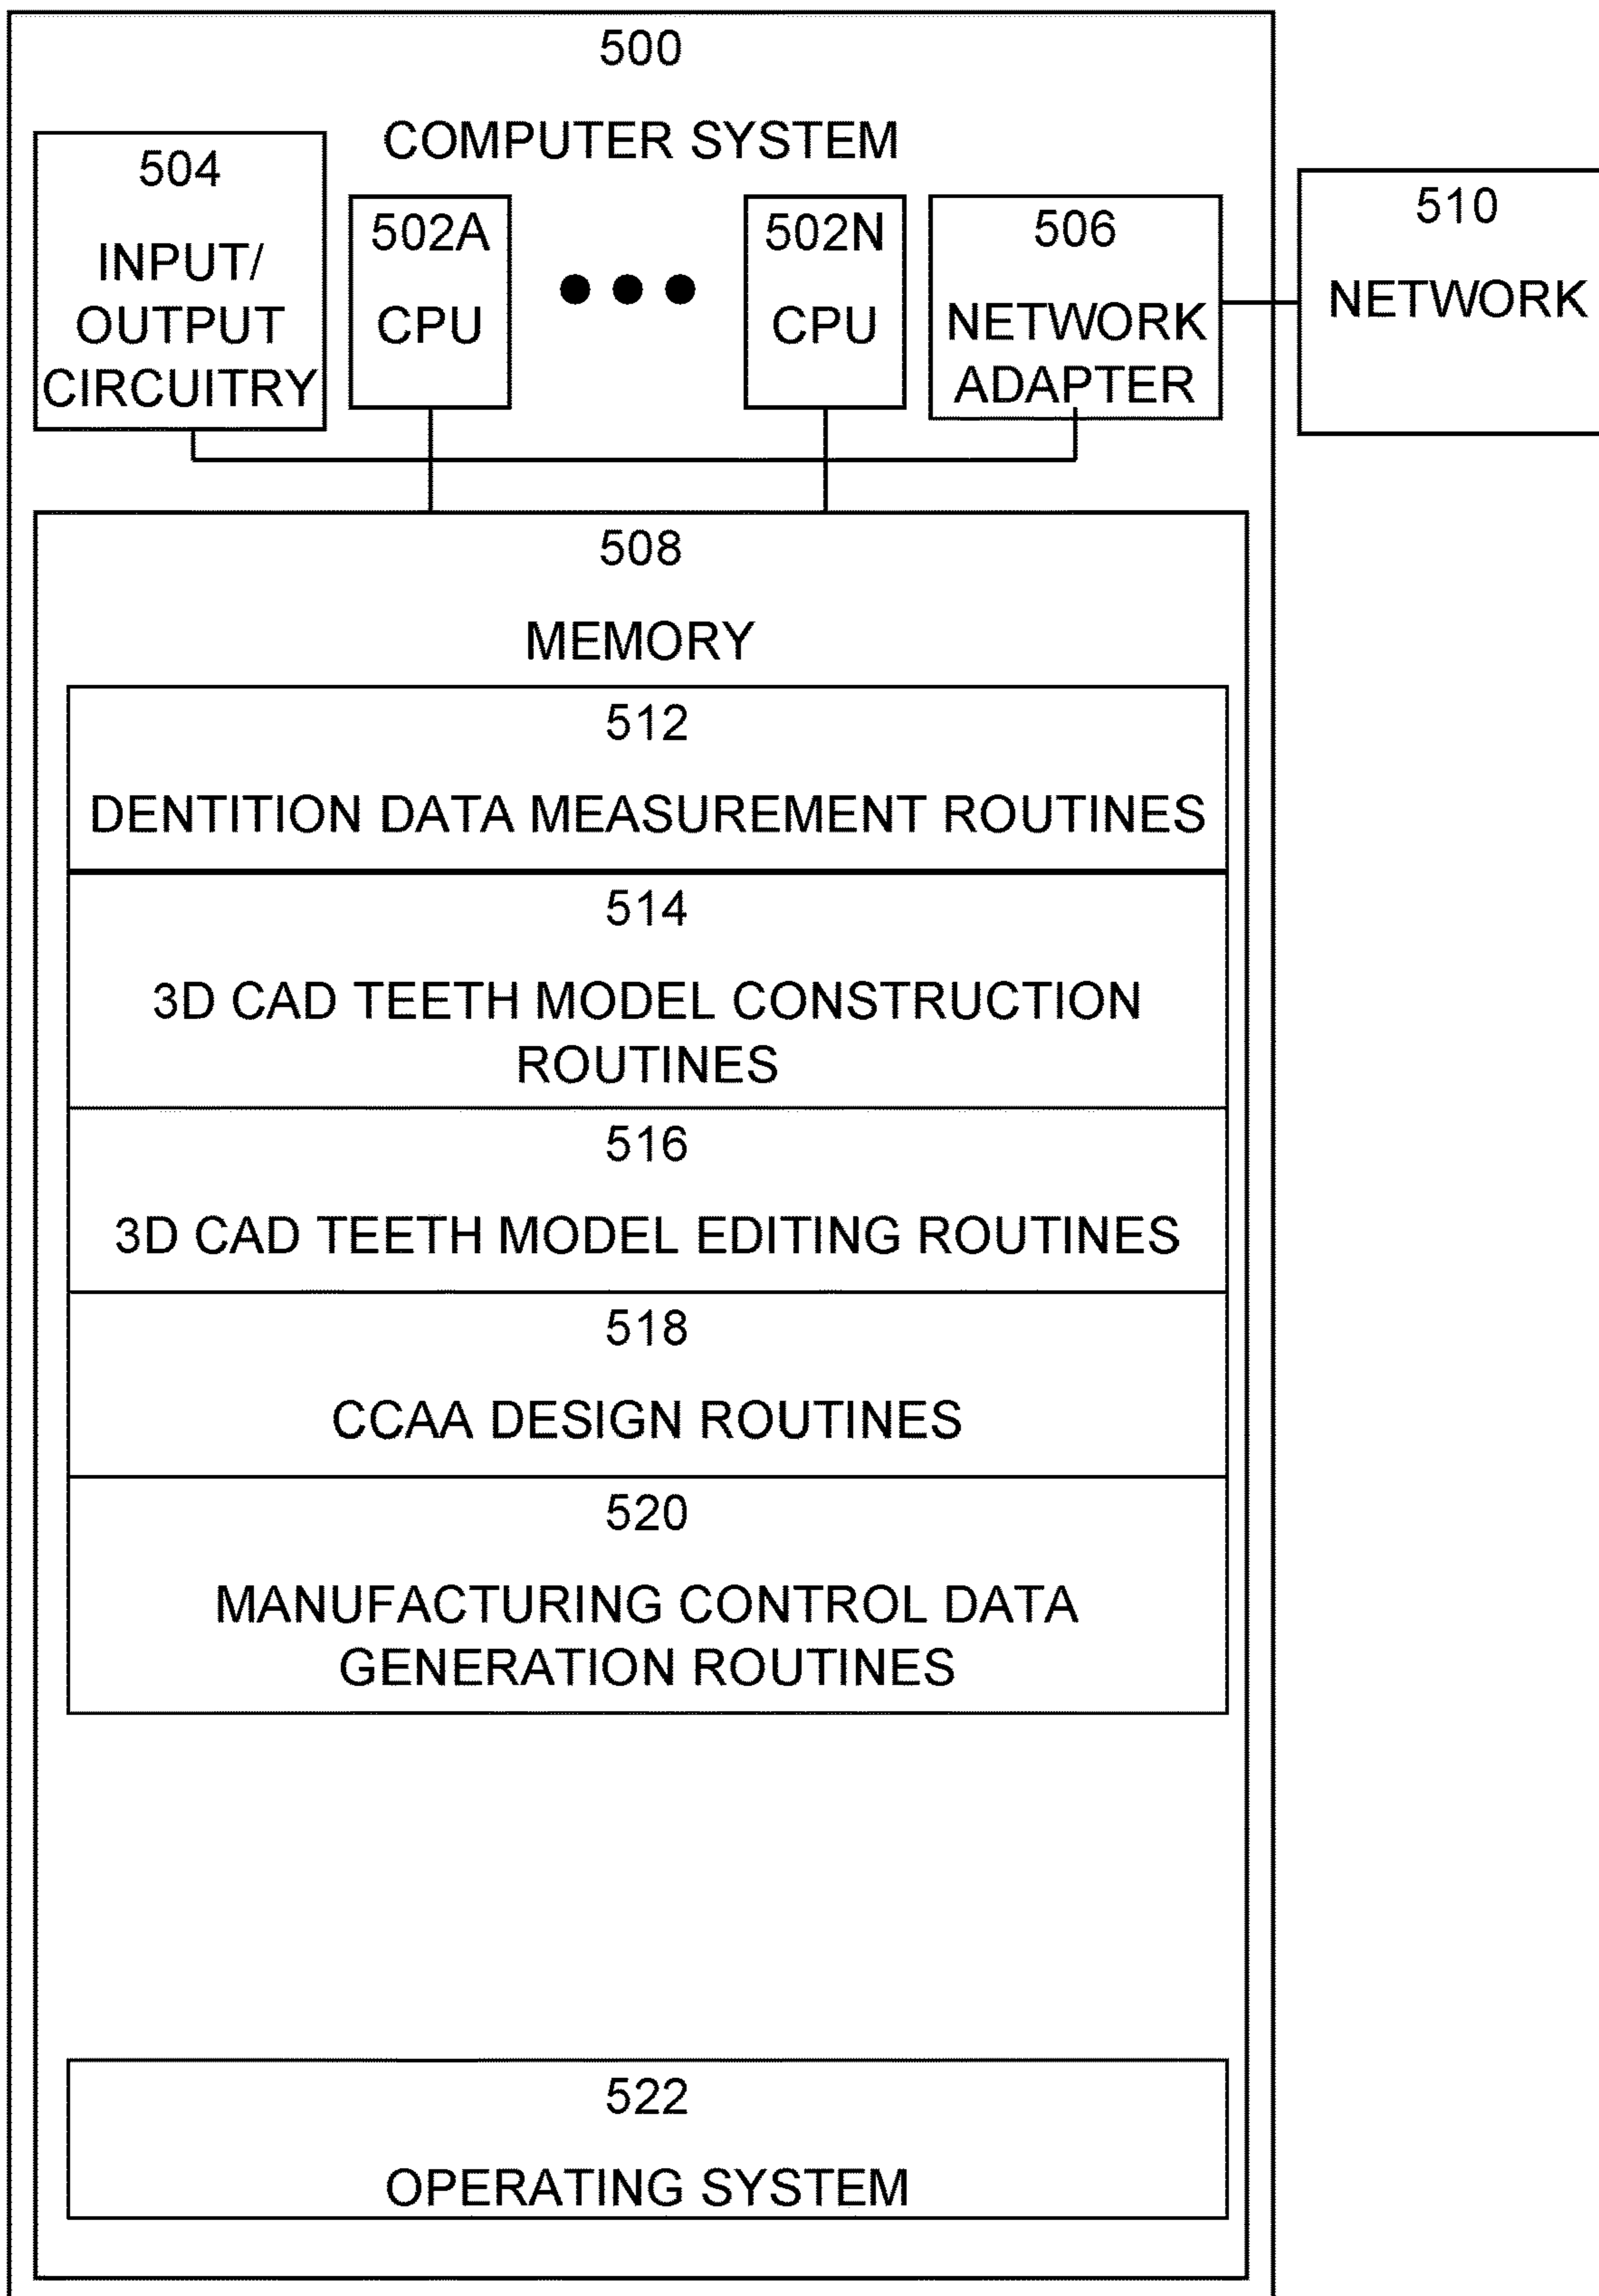 500
COMPUTER SYSTEM
504
INPUT/
OUTPUT
CIRCUITRY
502A
CPU
502N
CPU
506
NETWORK
ADAPTER
510
NETWORK
508
MEMORY
512
DENTITION DATA MEASUREMENT ROUTINES
514
3D CAD TEETH MODEL CONSTRUCTION
ROUTINES
516
3D CAD TEETH MODEL EDITING ROUTINES
518
CCAA DESIGN ROUTINES
520
MANUFACTURING CONTROL DATA
GENERATION ROUTINES
522
OPERATING SYSTEM